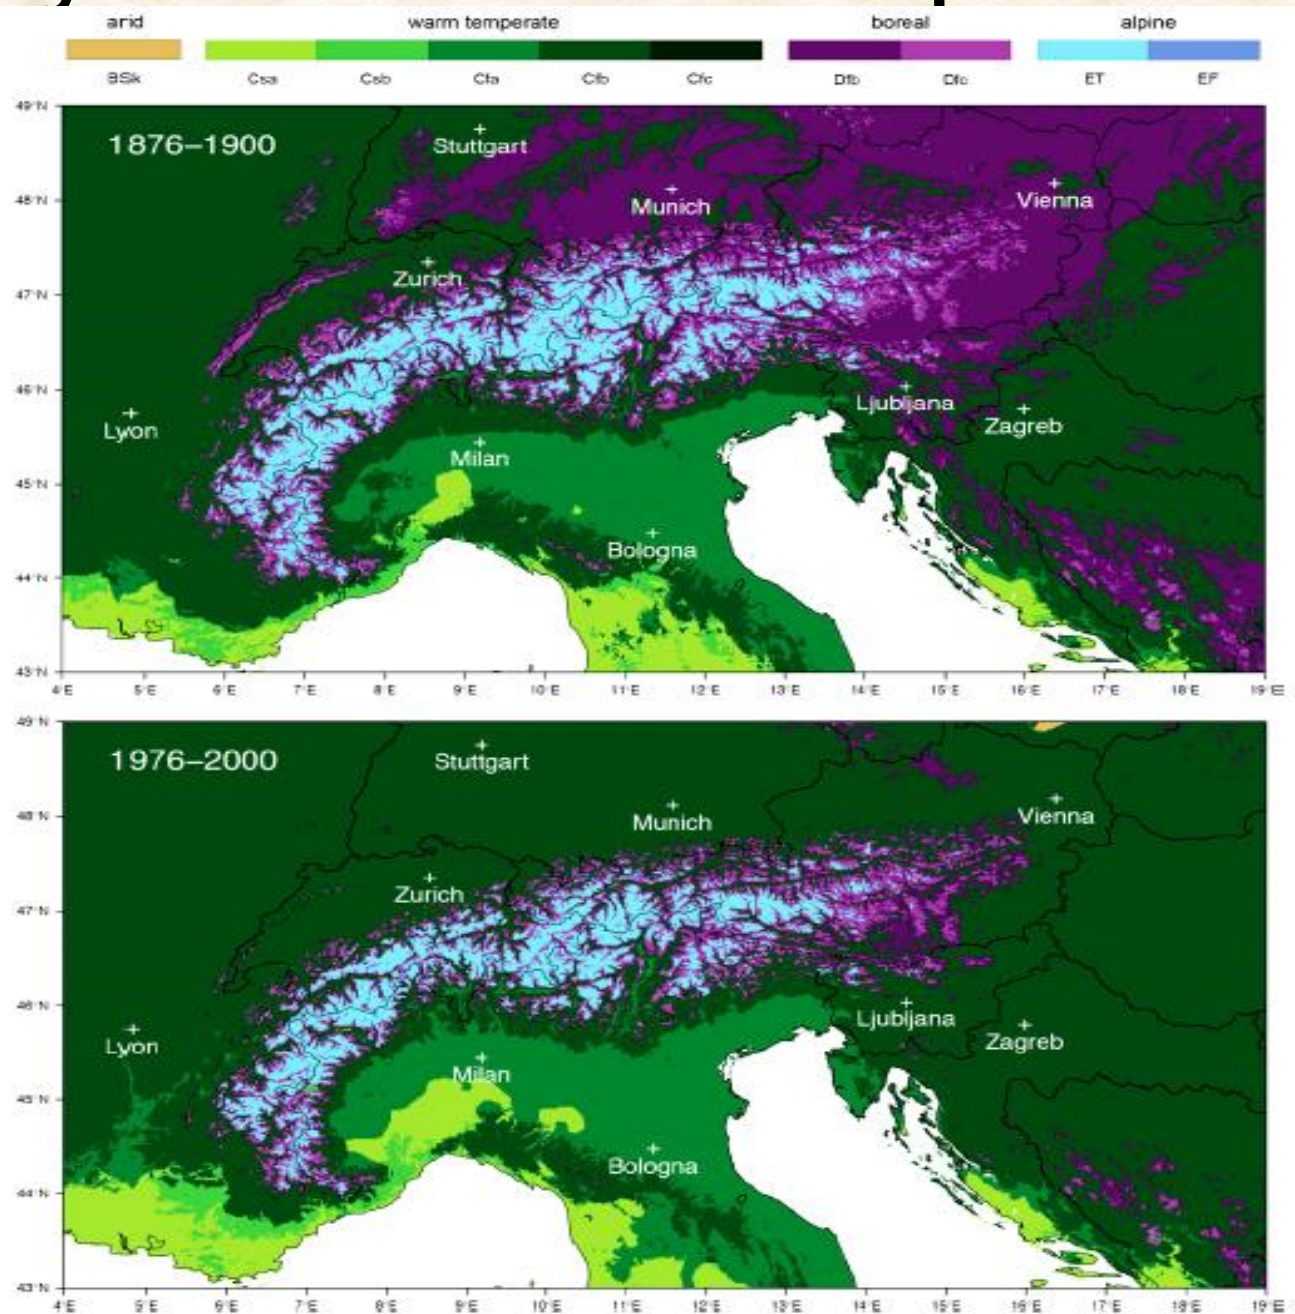 arid warm temperate boreal alpine
BSk Csa Csb Cfa Cfb Cfc Dfb Dfc ET EF
49°N
1876–1900
Stuttgart
48°N
Munich
Vienna
Zurich
47°N
46°N
Ljubljana
Lyon
Zagreb
Milan
45°N
Bologna
44°N
43°N
4°E 5°E 6°E 7°E 8°E 9°E 10°E 11°E 12°E 13°E 14°E 15°E 16°E 17°E 18°E 19°E
49°N
1976–2000
Stuttgart
48°N
Munich
Vienna
Zurich
47°N
46°N
Ljubljana
Lyon
Zagreb
Milan
45°N
Bologna
44°N
43°N
4°E 5°E 6°E 7°E 8°E 9°E 10°E 11°E 12°E 13°E 14°E 15°E 16°E 17°E 18°E 19°E